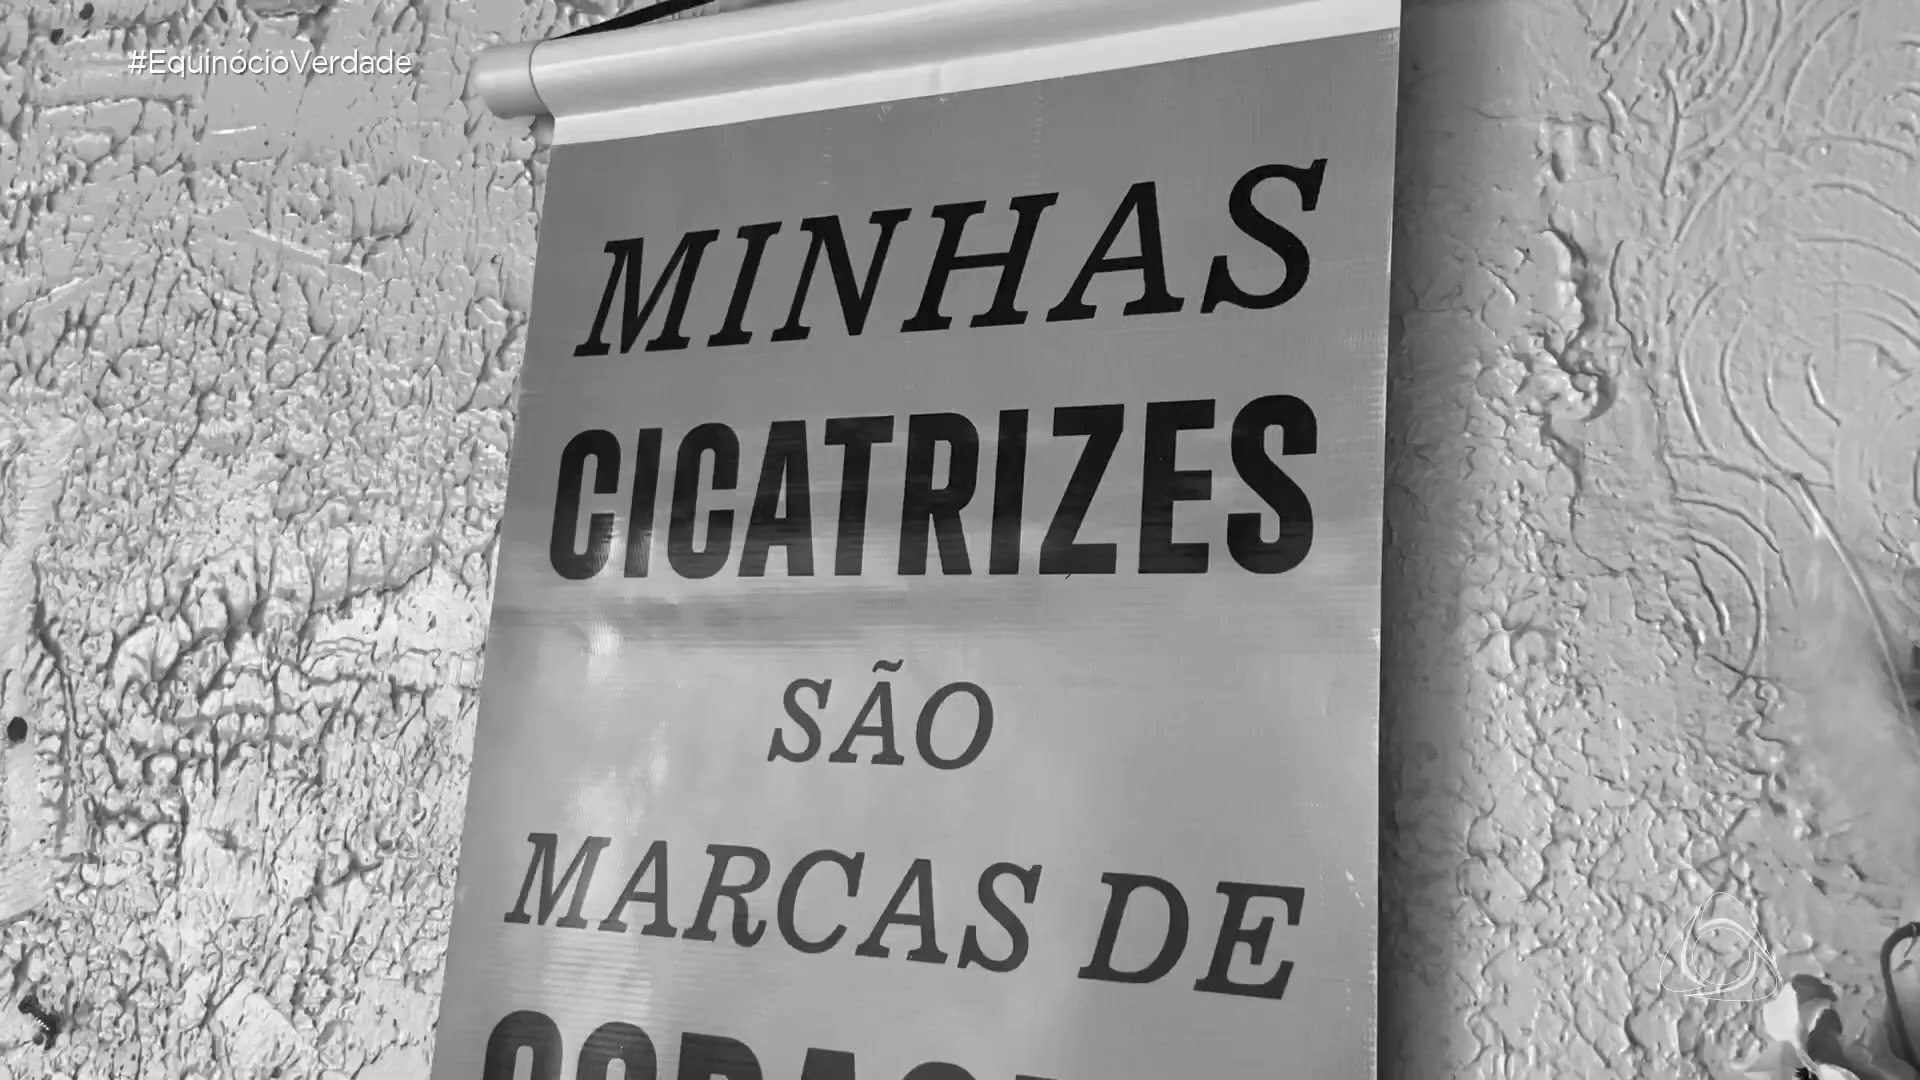 #EquinócioVerdade
MINHAS
CICATRIZES
SÃO
MARCAS DE